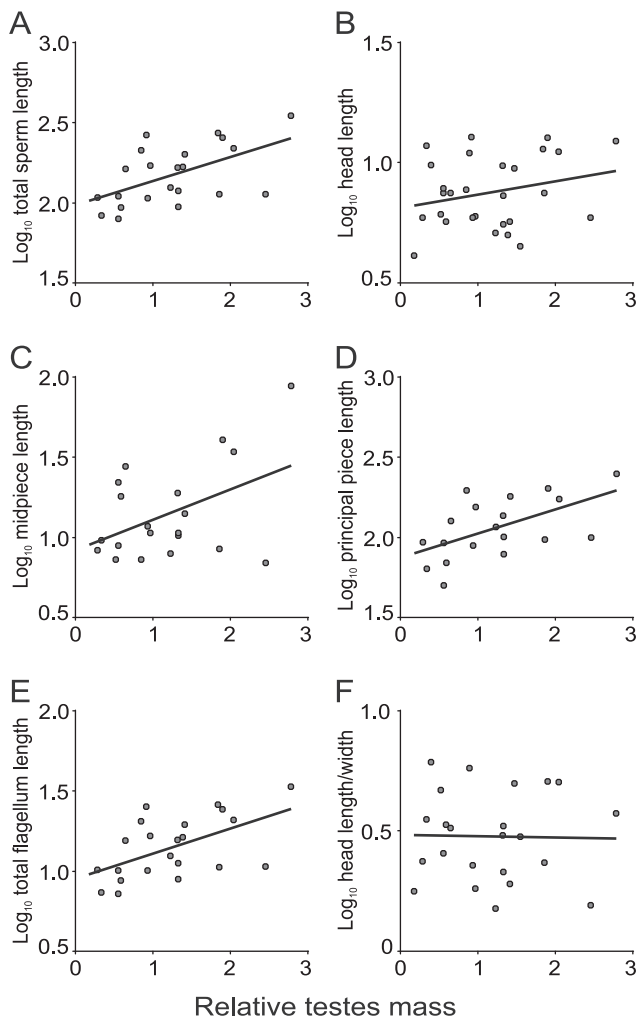 A
Log₁₀ total sperm length
3.0
2.5
2.0
1.5
1.0
0 1 2 3
B
Log₁₀ head length
1.5
1.0
0.5
0 1 2 3
C
Log₁₀ midpiece length
2.0
1.5
1.0
0.5
0 1 2 3
D
Log₁₀ principal piece length
3.0
2.5
2.0
1.5
0 1 2 3
E
Log₁₀ total flagellum length
2.0
1.5
1.0
0.5
0 1 2 3
F
Log₁₀ head length/width
1.0
0.5
0
0 1 2 3
Relative testes mass